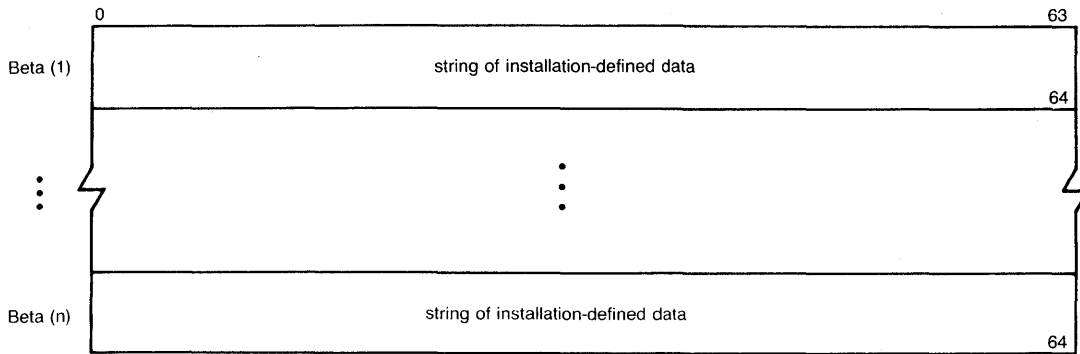 0 63
Beta (1) string of installation-defined data
64
Beta (n) string of installation-defined data
64